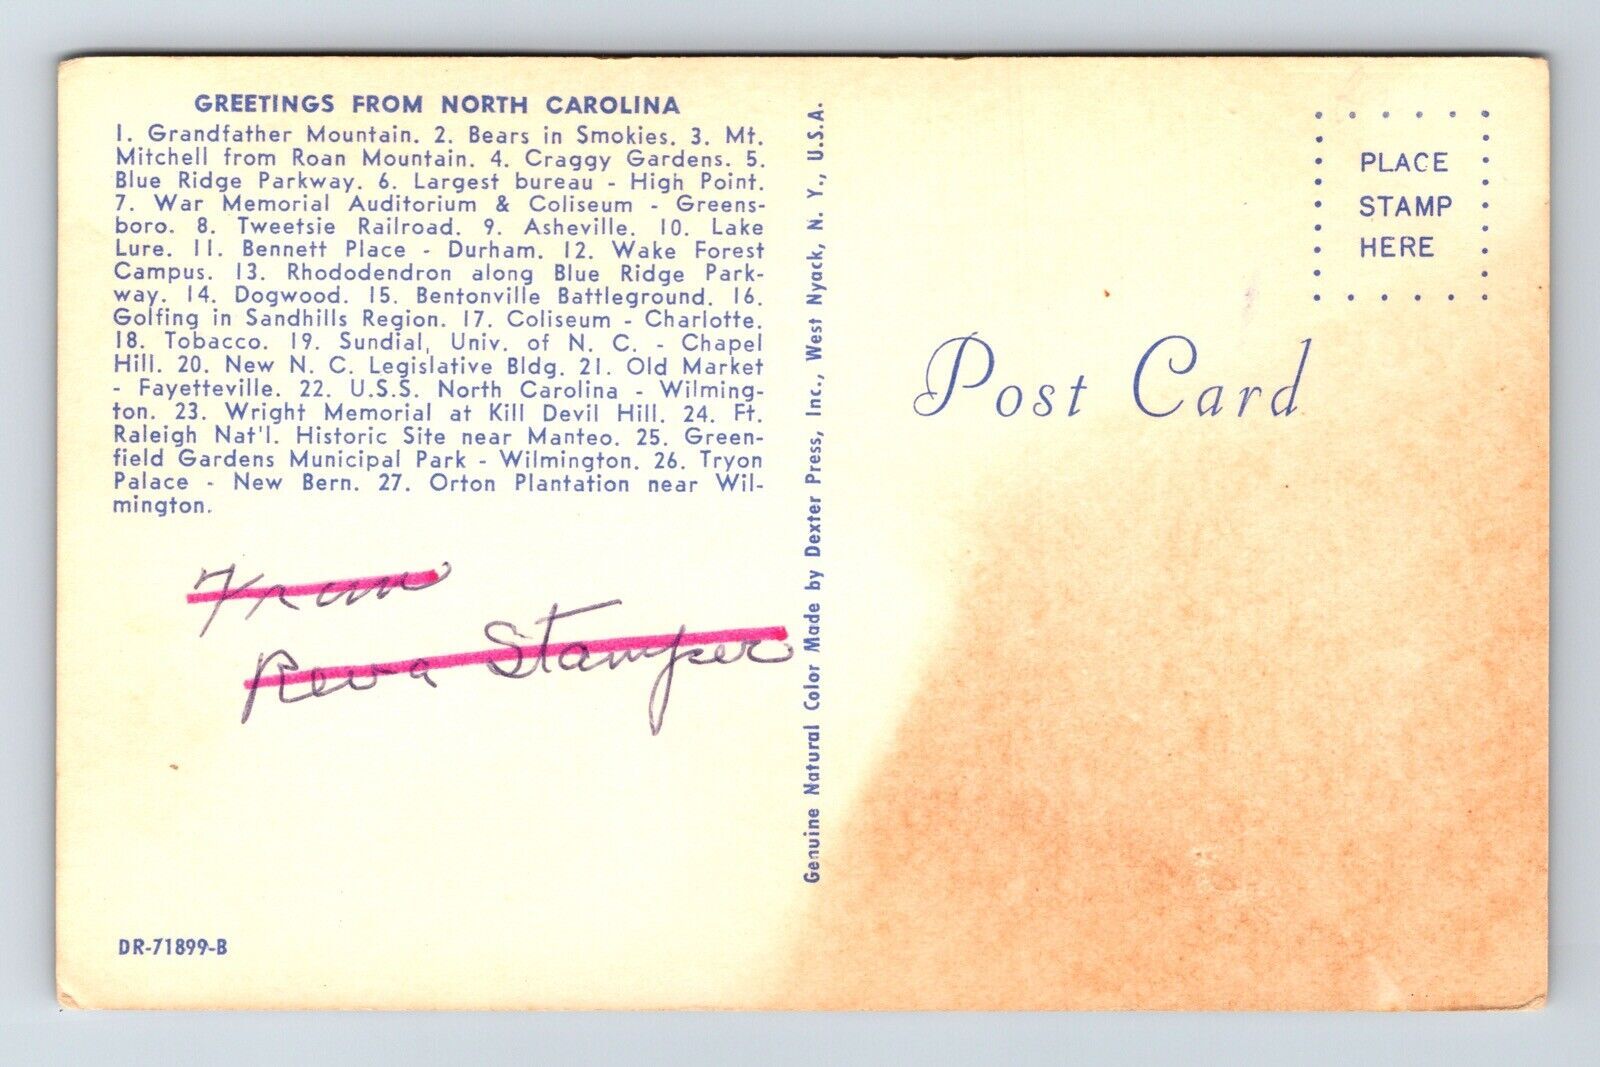 GREETINGS FROM NORTH CAROLINA
1. Grandfather Mountain. 2. Bears in Smokies. 3. Mt.
Mitchell from Roan Mountain. 4. Craggy Gardens. 5.
Blue Ridge Parkway. 6. Largest bureau - High Point.
7. War Memorial Auditorium & Coliseum - Greens-
boro. 8. Tweetsie Railroad. 9. Asheville. 10. Lake
Lure. 11. Bennett Place - Durham. 12. Wake Forest
Campus. 13. Rhododendron along Blue Ridge Park-
way. 14. Dogwood. 15. Bentonville Battleground. 16.
Golfing in Sandhills Region. 17. Coliseum - Charlotte.
18. Tobacco. 19. Sundial, Univ. of N. C. - Chapel
Hill. 20. New N. C. Legislative Bldg. 21. Old Market
- Fayetteville. 22. U.S.S. North Carolina - Wilming-
ton. 23. Wright Memorial at Kill Devil Hill. 24. Ft.
Raleigh Nat'l. Historic Site near Manteo. 25. Green-
field Gardens Municipal Park - Wilmington. 26. Tryon
Palace - New Bern. 27. Orton Plantation near Wil-
mington.
From
Reva Stamper
DR-71899-B
Genuine Natural Color Made by Dexter Press, Inc., West Nyack, N. Y., U.S.A.
PLACE
STAMP
HERE
Post Card